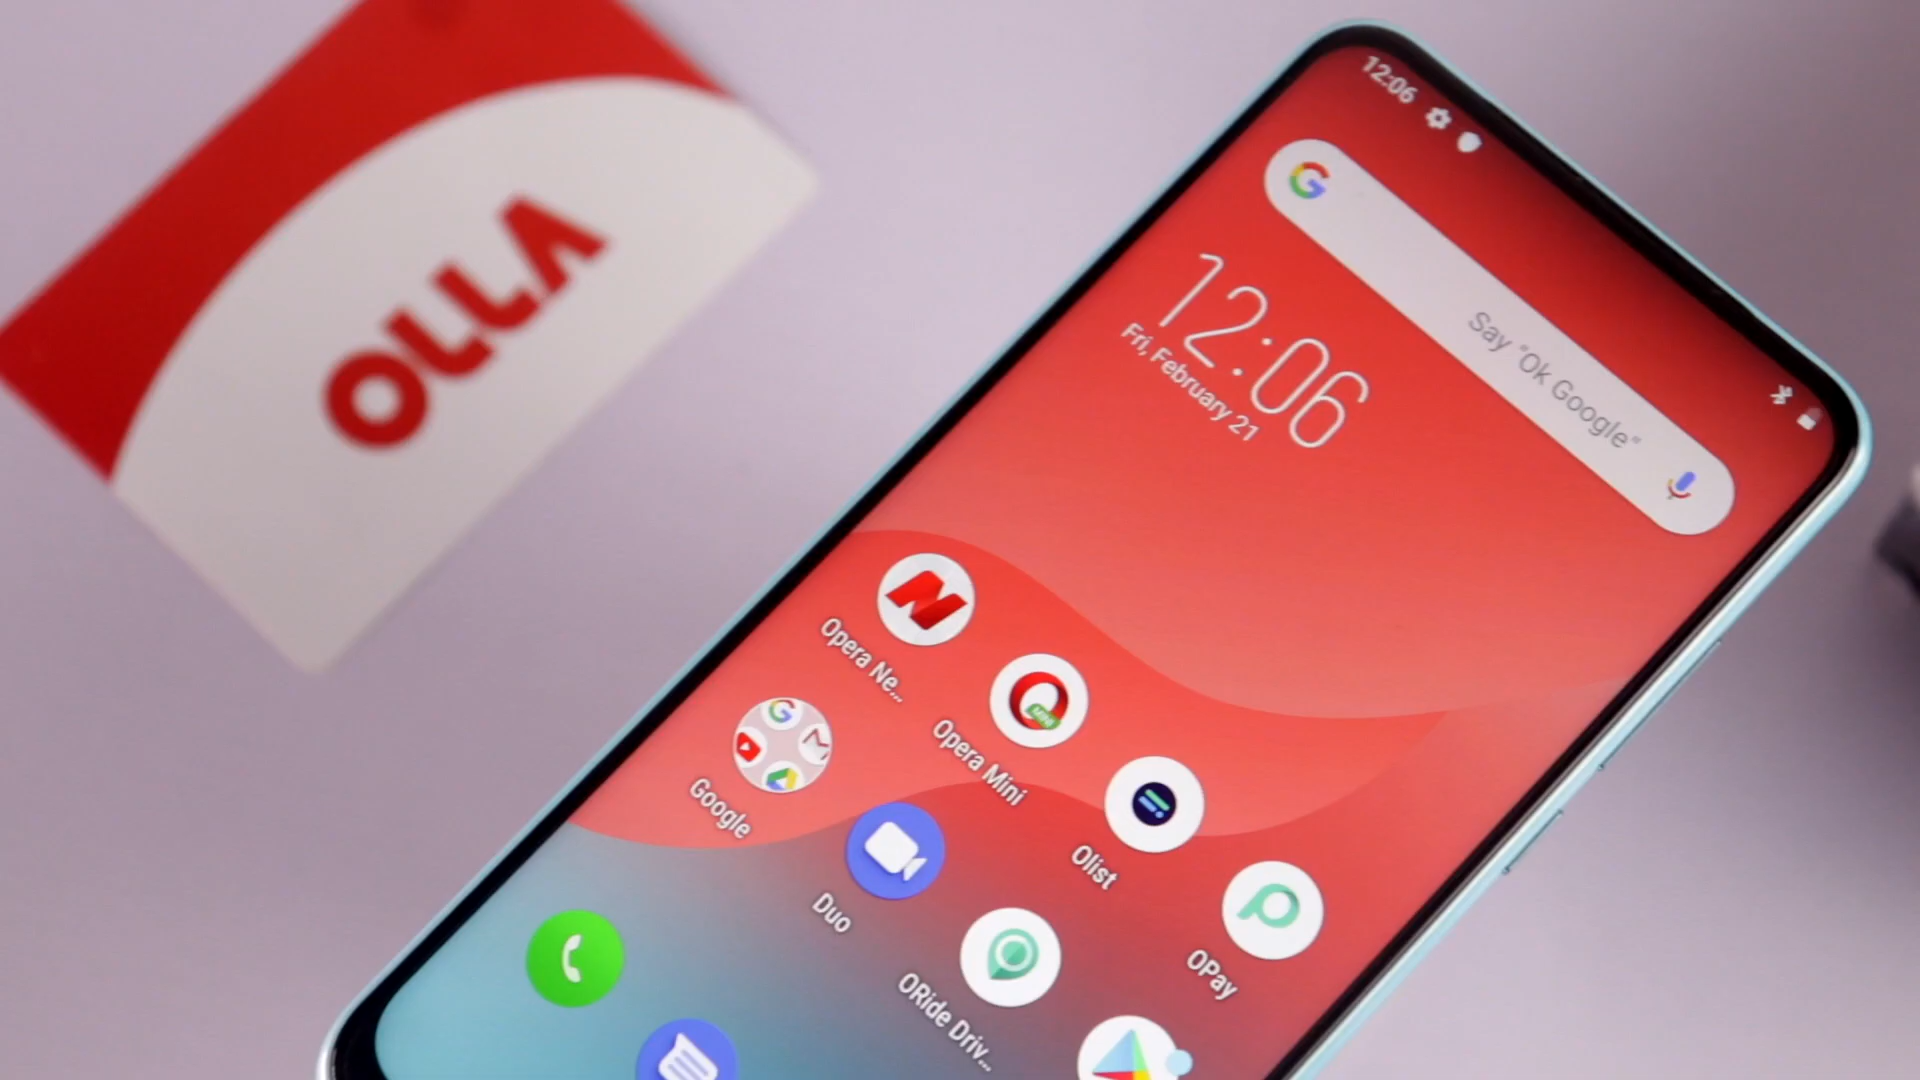 OLLA
12:06
Say "Ok Google"
12:06
Fri, February 21
Opera Ne...
Opera Mini
MINI
Olist
OPay
Google
Duo
ORide Driv...